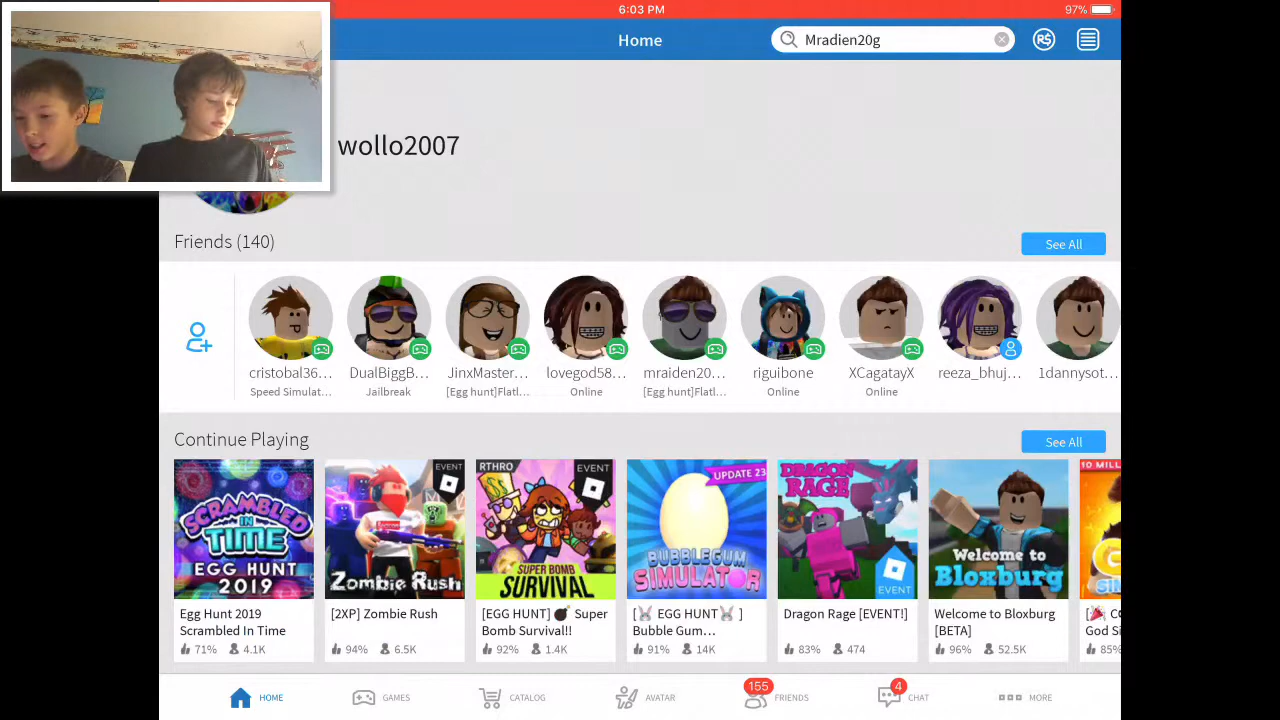 6:03 PM
97%
Home
Mradien20g
wollo2007
Friends (140)
See All
cristobal36...
DualBiggB...
JinxMaster...
lovegod58...
mraiden20...
riguibone
XCagatayX
reeza_bhuj...
1dannysot...
Speed Simulat...
Jailbreak
[Egg hunt]Flatl...
Online
[Egg hunt]Flatl...
Online
Online
Continue Playing
See All
SCRAMBLED
IN
TIME
EGG HUNT
2019
EVENT
Zombie Rush
RTHRO
EVENT
SUPER BOMB
SURVIVAL
UPDATE 23
BUBBLEGUM
SIMULATOR
DRAGON
RAGE
EVENT
Welcome to
Bloxburg
10 MILL
Egg Hunt 2019
Scrambled In Time
71% 4.1K
[2XP] Zombie Rush
94% 6.5K
[EGG HUNT] 💣 Super
Bomb Survival!!
92% 1.4K
[🐰 EGG HUNT🐰 ]
Bubble Gum...
91% 14K
Dragon Rage [EVENT!]
83% 474
Welcome to Bloxburg
[BETA]
96% 52.5K
[🎉 C
God Si
85%
HOME
GAMES
CATALOG
AVATAR
155
FRIENDS
4
CHAT
MORE